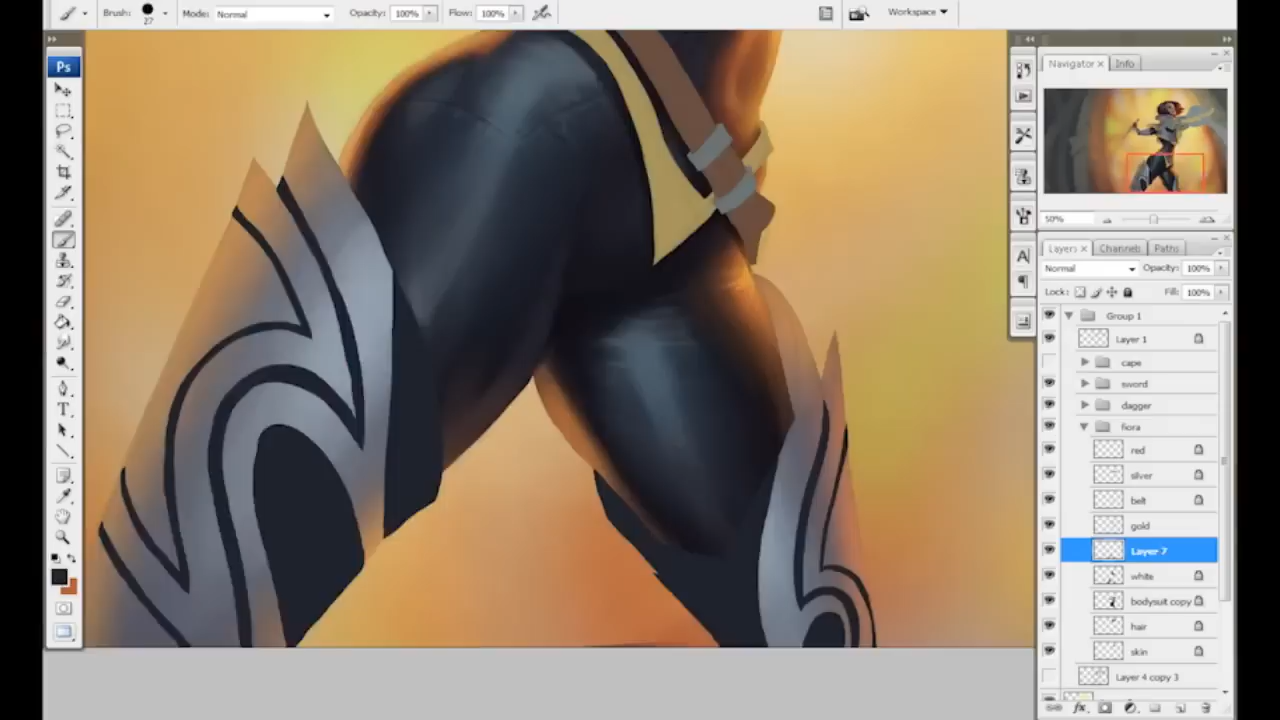 Brush: 27 Mode: Normal Opacity: 100% Flow: 100% Workspace
Ps
Navigator × Info
50%
Layers × Channels Paths
Normal Opacity: 100%
Lock: Fill: 100%
Group 1
Layer 1
cape
sword
dagger
fiora
red
silver
belt
gold
Layer 7
white
bodysuit copy
hair
skin
Layer 4 copy 3